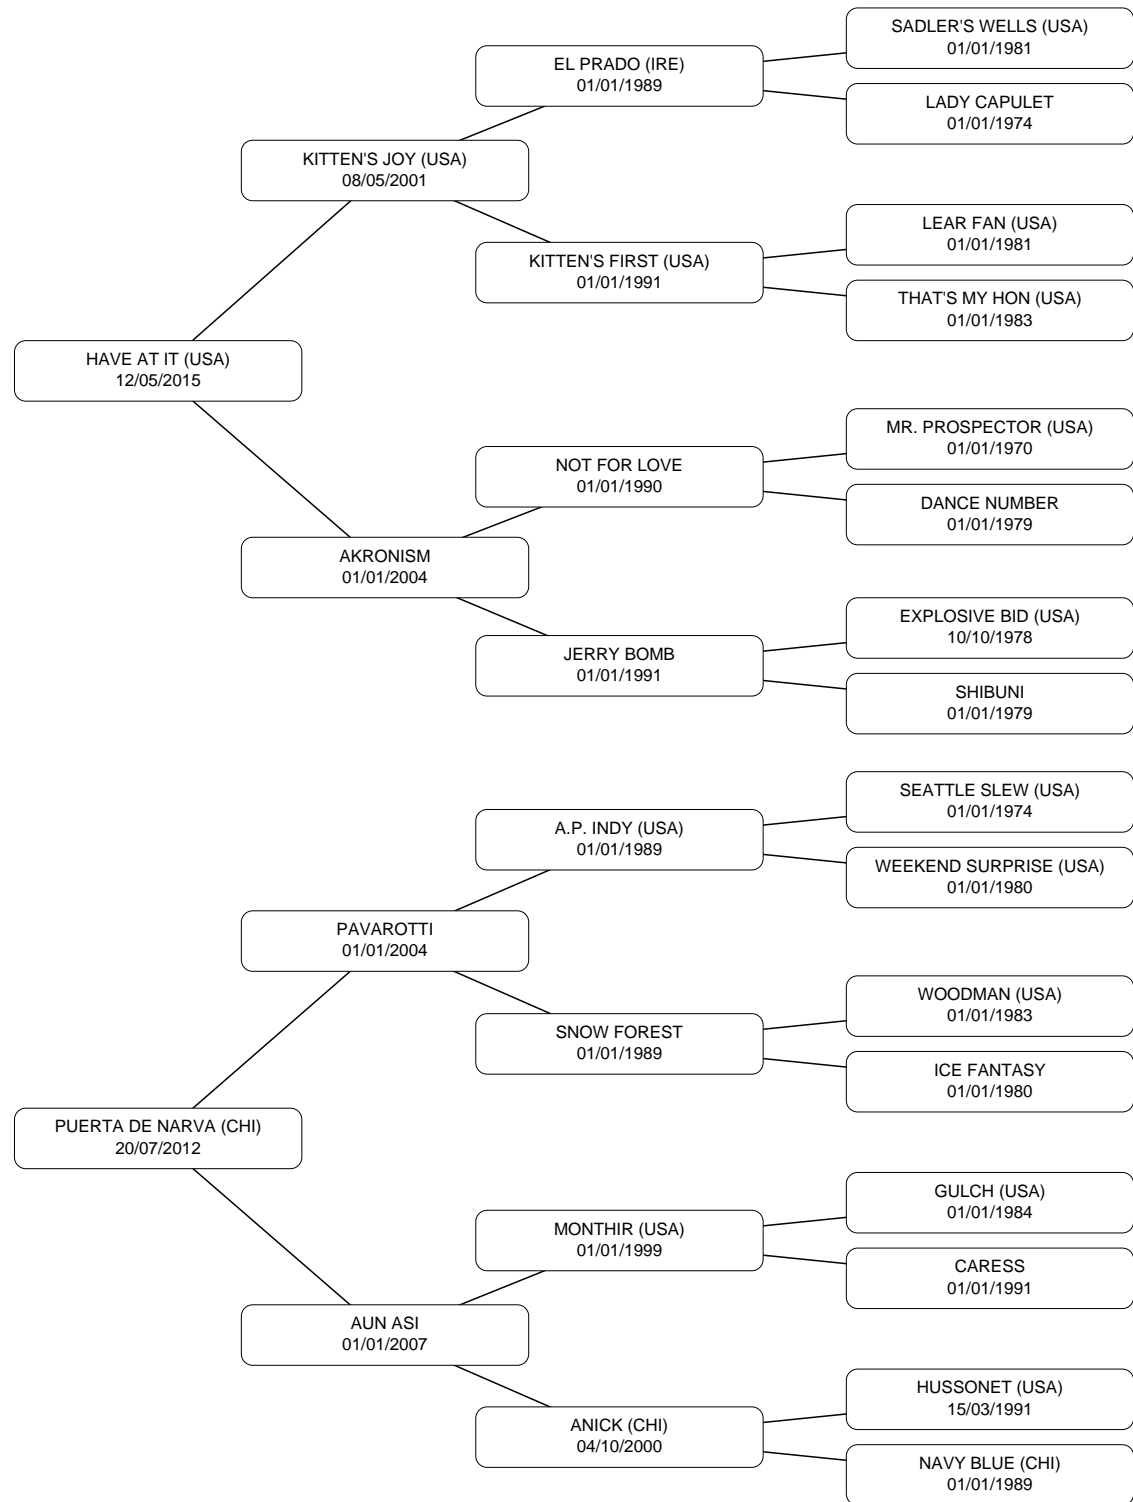 SADLER'S WELLS (USA)
01/01/1981
EL PRADO (IRE)
01/01/1989
LADY CAPULET
01/01/1974
KITTEN'S JOY (USA)
08/05/2001
LEAR FAN (USA)
01/01/1981
KITTEN'S FIRST (USA)
01/01/1991
THAT'S MY HON (USA)
01/01/1983
HAVE AT IT (USA)
12/05/2015
MR. PROSPECTOR (USA)
01/01/1970
NOT FOR LOVE
01/01/1990
DANCE NUMBER
01/01/1979
AKRONISM
01/01/2004
EXPLOSIVE BID (USA)
10/10/1978
JERRY BOMB
01/01/1991
SHIBUNI
01/01/1979
SEATTLE SLEW (USA)
01/01/1974
A.P. INDY (USA)
01/01/1989
WEEKEND SURPRISE (USA)
01/01/1980
PAVAROTTI
01/01/2004
WOODMAN (USA)
01/01/1983
SNOW FOREST
01/01/1989
ICE FANTASY
01/01/1980
PUERTA DE NARVA (CHI)
20/07/2012
GULCH (USA)
01/01/1984
MONTHIR (USA)
01/01/1999
CARESS
01/01/1991
AUN ASI
01/01/2007
HUSSONET (USA)
15/03/1991
ANICK (CHI)
04/10/2000
NAVY BLUE (CHI)
01/01/1989